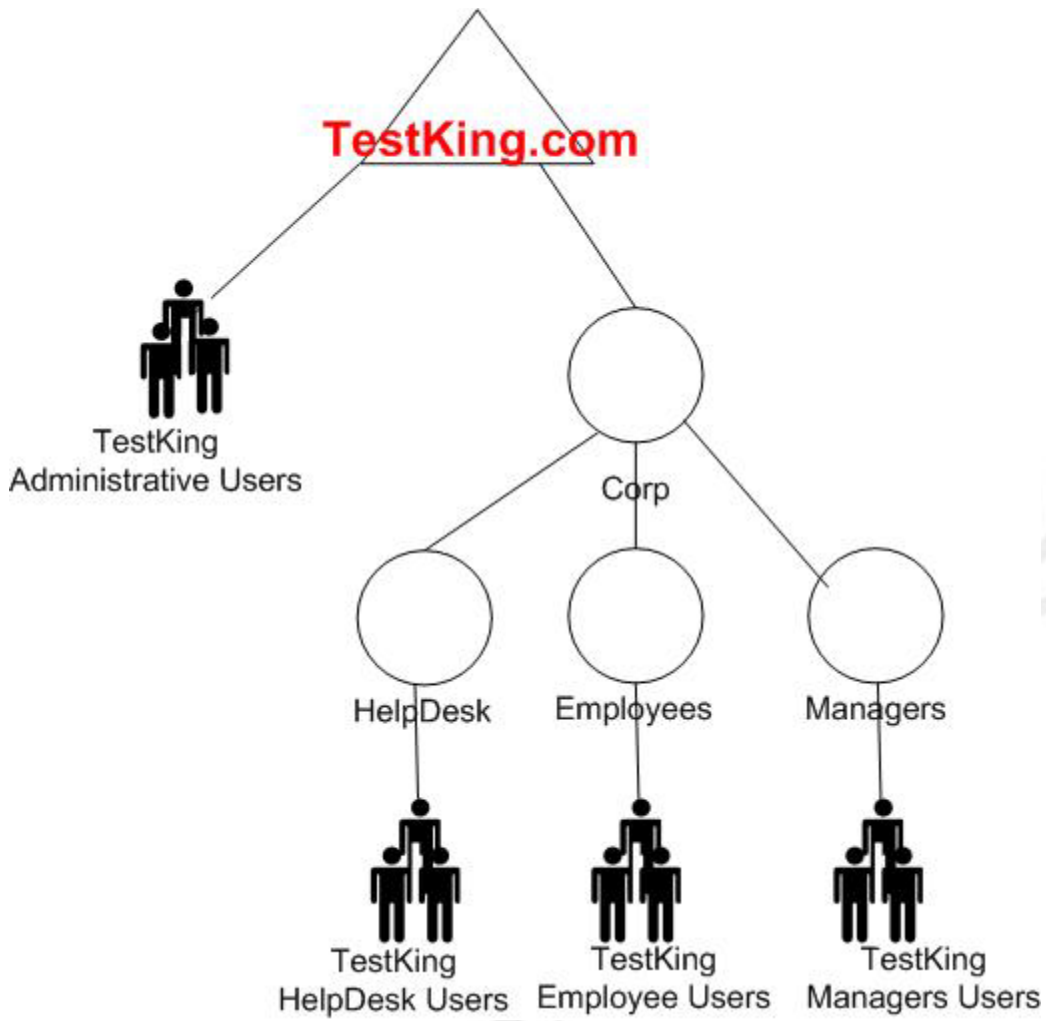 TestKing.com
TestKing
Administrative Users
Corp
HelpDesk
Employees
Managers
TestKing
HelpDesk Users
TestKing
Employee Users
TestKing
Managers Users